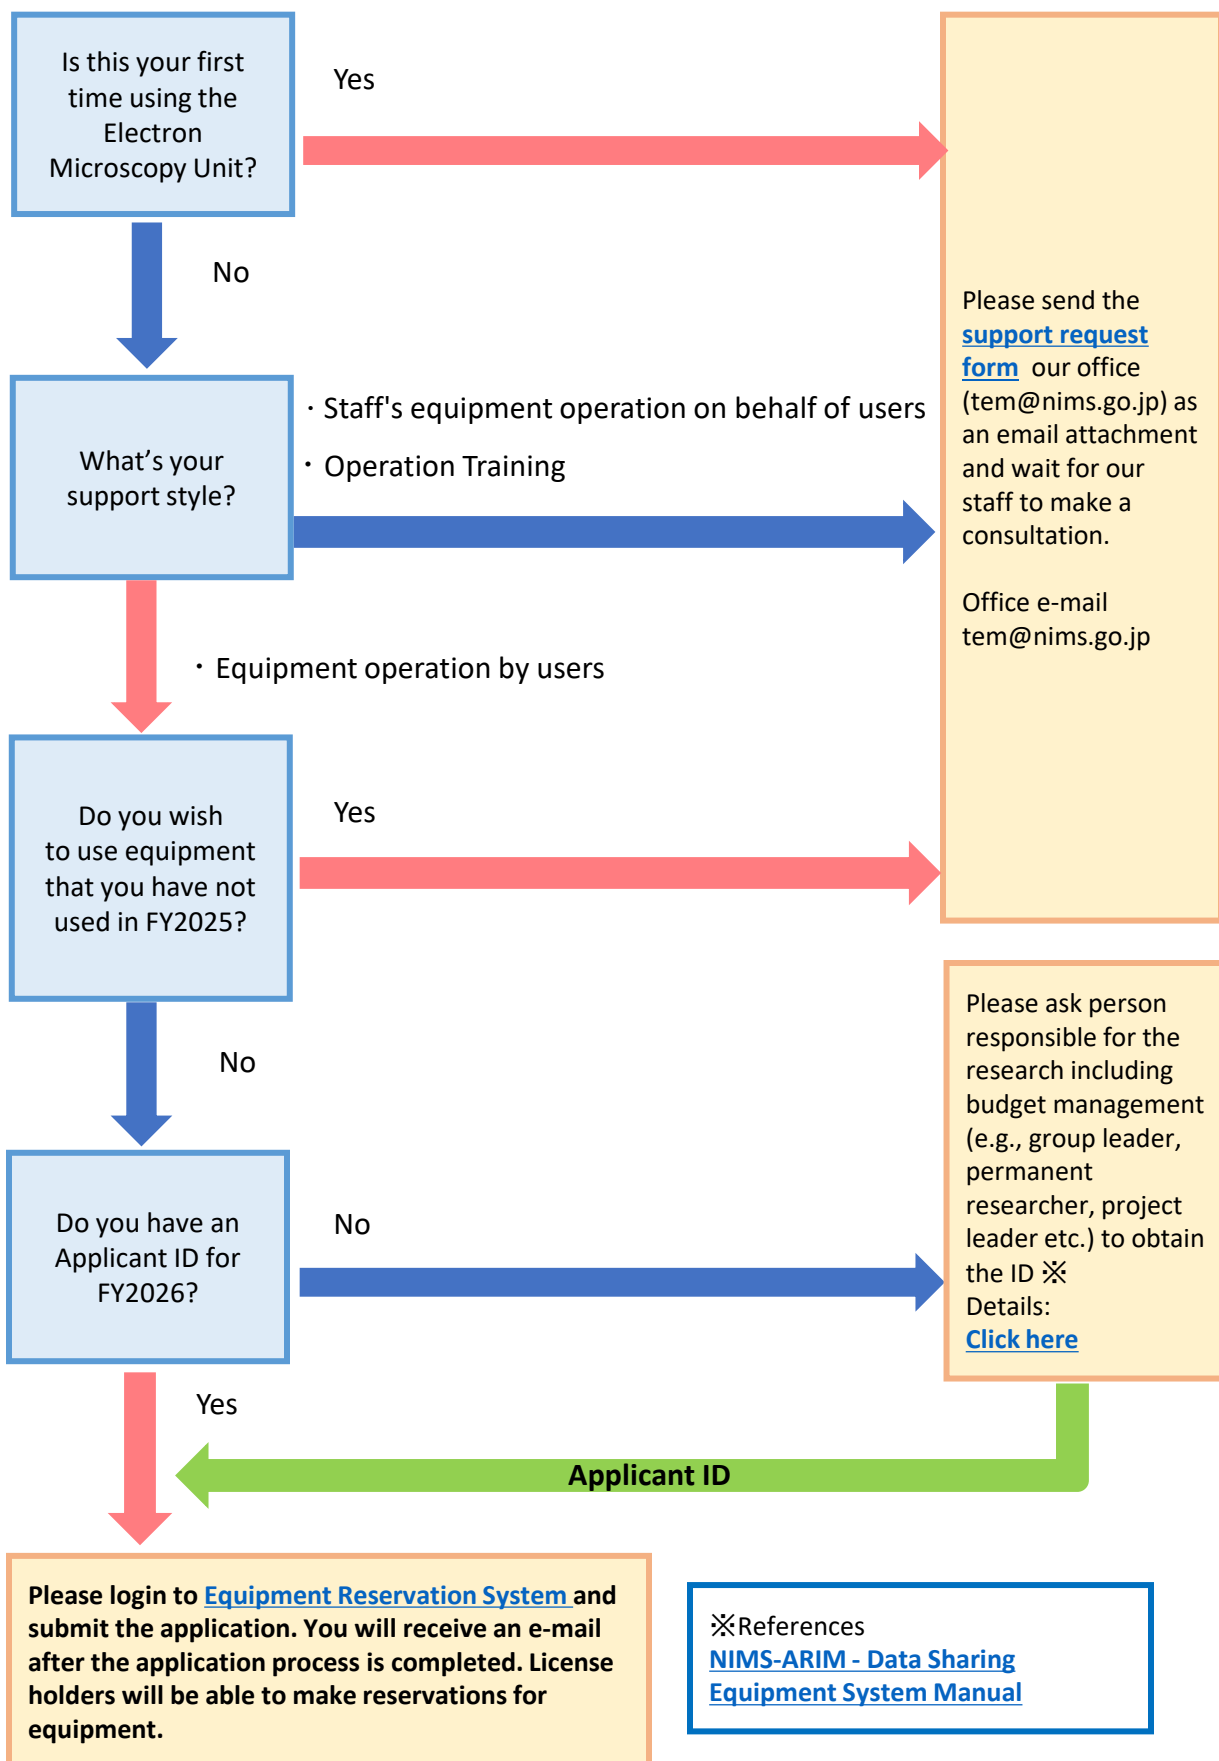 Is this your first
time using the
Electron
Microscopy Unit?
Yes
No
What’s your
support style?
・Staff's equipment operation on behalf of users
・Operation Training
Please send the
support request
form our office
(tem@nims.go.jp) as
an email attachment
and wait for our
staff to make a
consultation.
Office e-mail
tem@nims.go.jp
・Equipment operation by users
Do you wish
to use equipment
that you have not
used in FY2025?
Yes
No
Do you have an
Applicant ID for
FY2026?
No
Please ask person
responsible for the
research including
budget management
(e.g., group leader,
permanent
researcher, project
leader etc.) to obtain
the ID ※
Details:
Click here
Yes
Applicant ID
Please login to Equipment Reservation System and
submit the application. You will receive an e-mail
after the application process is completed. License
holders will be able to make reservations for
equipment.
※References
NIMS-ARIM - Data Sharing
Equipment System Manual